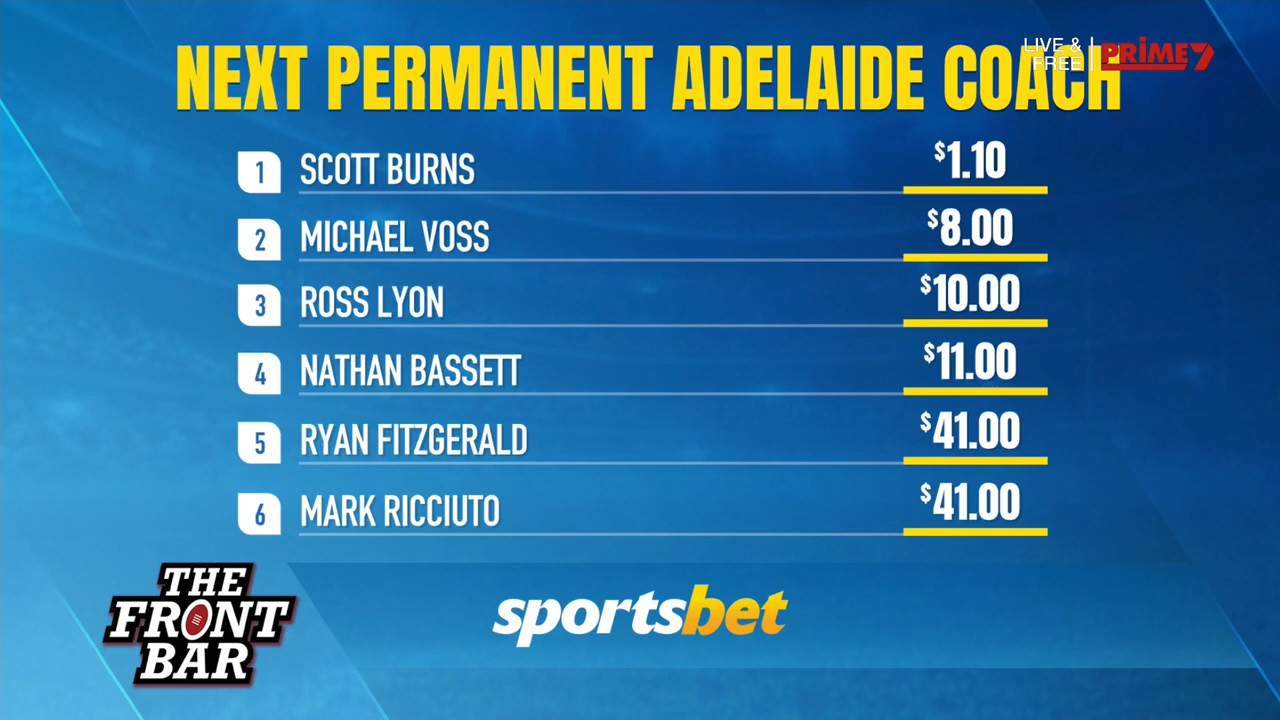 NEXT PERMANENT ADELAIDE COACH
LIVE & FREE | PRIME7
1 SCOTT BURNS $1.10
2 MICHAEL VOSS $8.00
3 ROSS LYON $10.00
4 NATHAN BASSETT $11.00
5 RYAN FITZGERALD $41.00
6 MARK RICCIUTO $41.00
THE
FRONT
BAR
sportsbet